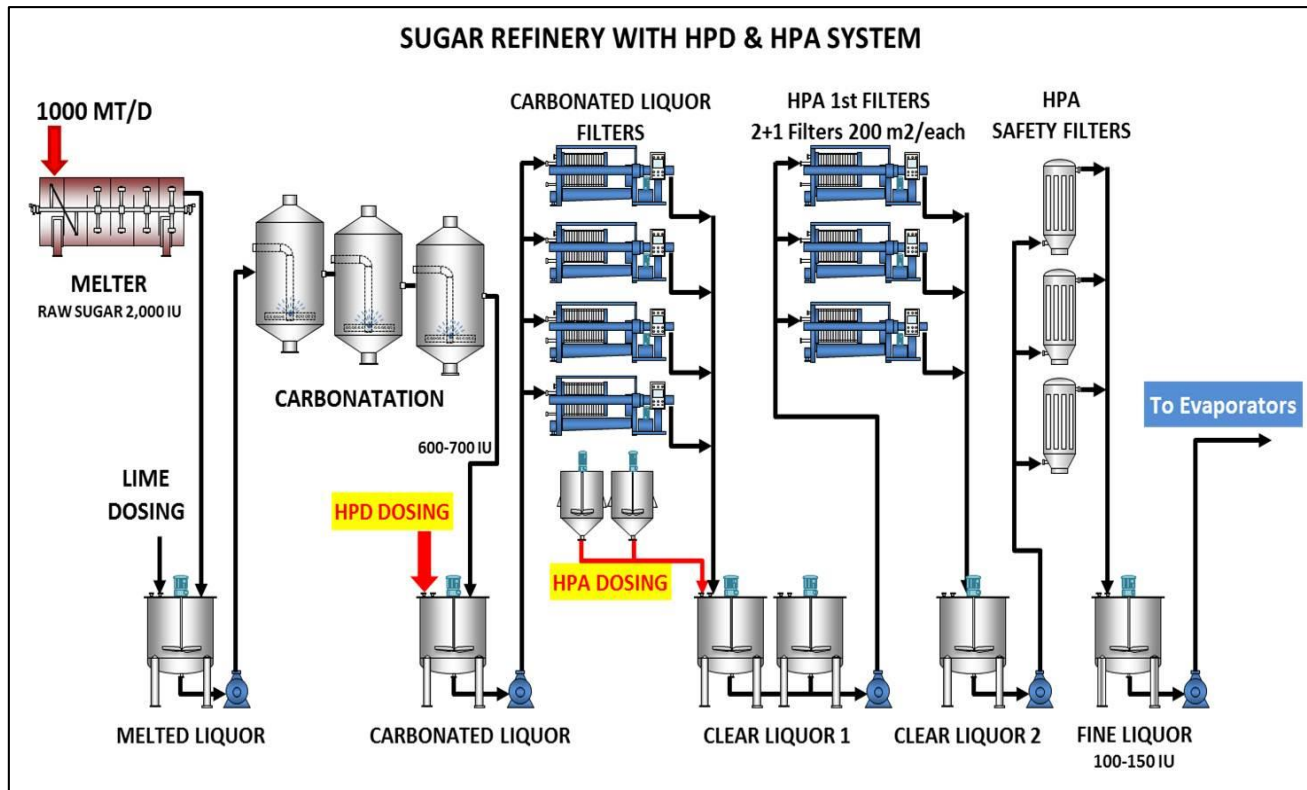 SUGAR REFINERY WITH HPD & HPA SYSTEM
1000 MT/D
MELTER
RAW SUGAR 2,000 IU
CARBONATATION
CARBONATED LIQUOR
FILTERS
HPA 1st FILTERS
2+1 Filters 200 m2/each
HPA
SAFETY FILTERS
To Evaporators
600-700 IU
LIME
DOSING
HPD DOSING
HPA DOSING
MELTED LIQUOR
CARBONATED LIQUOR
CLEAR LIQUOR 1
CLEAR LIQUOR 2
FINE LIQUOR
100-150 IU